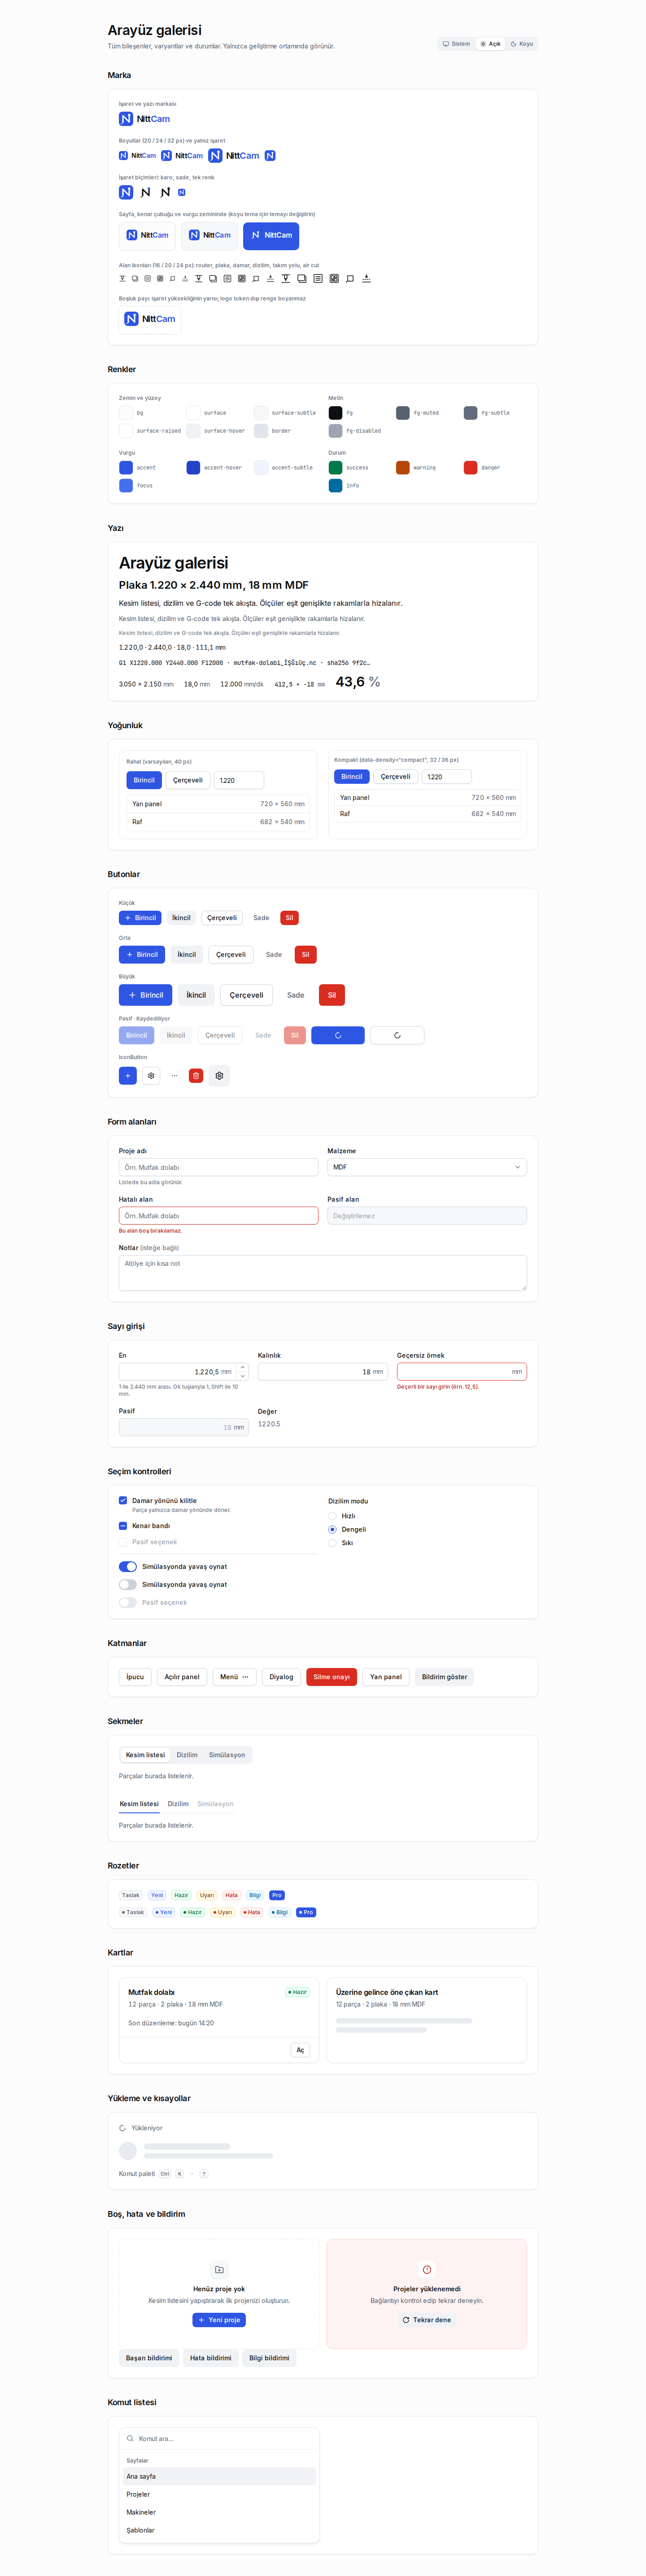 Arayüz galerisi
Tüm bileşenler, varyantlar ve durumlar. Yalnızca geliştirme ortamında görünür.
Sistem Açık Koyu
Marka
İşaret ve yazı markası
NittCam
Boyutlar (20 / 24 / 32 px) ve yalnız işaret
NittCam NittCam NittCam
İşaret biçimleri: karo, sade, tek renk
Sayfa, kenar çubuğu ve vurgu zemininde (koyu tema için temayı değiştirin)
NittCam NittCam NittCam
Alan ikonları (16 / 20 / 24 px): router, plaka, damar, dizilim, takım yolu, air cut
Boşluk payı: işaret yüksekliğinin yarısı; logo token dışı renge boyanmaz
NittCam
Renkler
Zemin ve yüzey
bg surface surface-subtle
surface-raised surface-hover border
Metin
fg fg-muted fg-subtle
fg-disabled
Vurgu
accent accent-hover accent-subtle
focus
Durum
success warning danger
info
Yazı
Arayüz galerisi
Plaka 1.220 × 2.440 mm, 18 mm MDF
Kesim listesi, dizilim ve G-code tek akışta. Ölçüler eşit genişlikte rakamlarla hizalanır.
Kesim listesi, dizilim ve G-code tek akışta. Ölçüler eşit genişlikte rakamlarla hizalanır.
Kesim listesi, dizilim ve G-code tek akışta. Ölçüler eşit genişlikte rakamlarla hizalanır.
1.220,0 · 2.440,0 · 18,0 · 111,1 mm
G1 X1220.000 Y2440.000 F12000 · mutfak-dolabi_İŞĞıüç.nc · sha256 9f2c…
3.050 × 2.150 mm 18,0 mm 12.000 mm/dk 412,5 × -18 mm 43,6 %
Yoğunluk
Rahat (varsayılan, 40 px)
Birincil Çerçeveli 1.220
Yan panel 720 × 560 mm
Raf 682 × 540 mm
Kompakt (data-density="compact", 32 / 36 px)
Birincil Çerçeveli 1.220
Yan panel 720 × 560 mm
Raf 682 × 540 mm
Butonlar
Küçük
Birincil İkincil Çerçeveli Sade Sil
Orta
Birincil İkincil Çerçeveli Sade Sil
Büyük
Birincil İkincil Çerçeveli Sade Sil
Pasif · Kaydediliyor
Birincil İkincil Çerçeveli Sade Sil
IconButton
Form alanları
Proje adı
Örn. Mutfak dolabı
Listede bu adla görünür.
Malzeme
MDF
Hatalı alan
Örn. Mutfak dolabı
Bu alan boş bırakılamaz.
Pasif alan
Değiştirilemez
Notlar (isteğe bağlı)
Atölye için kısa not
Sayı girişi
En
1.220,5 mm
1 ile 2.440 mm arası. Ok tuşlarıyla 1, Shift ile 10 mm.
Kalınlık
18 mm
Geçersiz örnek
mm
Geçerli bir sayı girin (örn. 12,5).
Pasif
18 mm
Değer
1220.5
Seçim kontrolleri
Damar yönünü kilitle
Parça yalnızca damar yönünde döner.
Kenar bandı
Pasif seçenek
Simülasyonda yavaş oynat
Simülasyonda yavaş oynat
Pasif seçenek
Dizilim modu
Hızlı
Dengeli
Sıkı
Katmanlar
İpucu Açılır panel Menü Diyalog Silme onayı Yan panel Bildirim göster
Sekmeler
Kesim listesi Dizilim Simülasyon
Parçalar burada listelenir.
Kesim listesi Dizilim Simülasyon
Parçalar burada listelenir.
Rozetler
Taslak Yeni Hazır Uyarı Hata Bilgi Pro
Taslak Yeni Hazır Uyarı Hata Bilgi Pro
Kartlar
Mutfak dolabı Hazır
12 parça · 2 plaka · 18 mm MDF
Son düzenleme: bugün 14:20
Aç
Üzerine gelince öne çıkan kart
12 parça · 2 plaka · 18 mm MDF
Yükleme ve kısayollar
Yükleniyor
Komut paleti Ctrl K · ?
Boş, hata ve bildirim
Henüz proje yok
Kesim listesini yapıştırarak ilk projenizi oluşturun.
Yeni proje
Projeler yüklenemedi
Bağlantıyı kontrol edip tekrar deneyin.
Tekrar dene
Başarı bildirimi Hata bildirimi Bilgi bildirimi
Komut listesi
Komut ara...
Sayfalar
Ana sayfa
Projeler
Makineler
Şablonlar